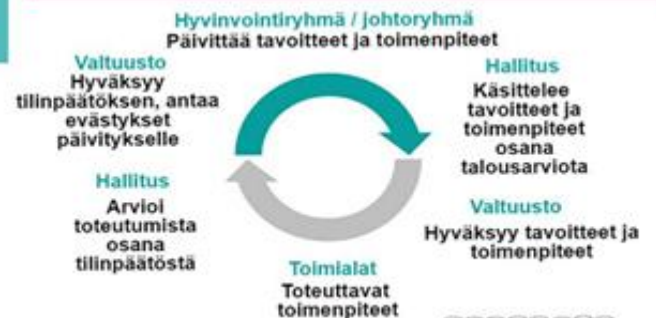 Hyvinvointiryhmä / johtoryhmä
Päivittää tavoitteet ja toimenpiteet
Hallitus
Käsittelee
tavoitteet ja
toimenpiteet
osana
talousarviota
Valtuusto
Hyväksyy tavoitteet ja
toimenpiteet
Toimialat
Toteuttavat
toimenpiteet
Hallitus
Arvioi
toteutumista
osana
tilinpäätöstä
Valtuusto
Hyväksyy
tilinpäätöksen, antaa
evästykset
päivitykselle